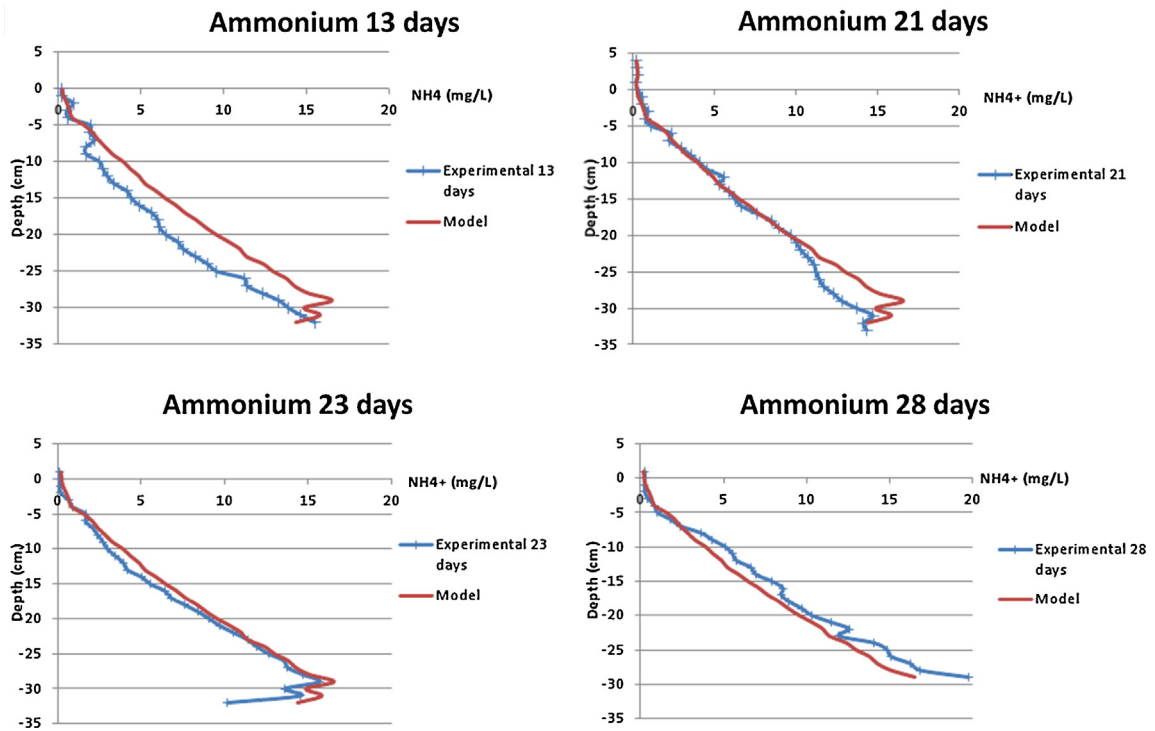 Ammonium 13 days
5
0
0 5 10 15 20
NH4 (mg/L)
-5
-10
-15
-20
-25
-30
-35
Depth (cm)
Experimental 13
days
Model
Ammonium 21 days
5
0
0 5 10 15 20
NH4+ (mg/L)
-5
-10
-15
-20
-25
-30
-35
Depth (cm)
Experimental 21
days
Model
Ammonium 23 days
5
0
0 5 10 15 20
NH4+ (mg/L)
-5
-10
-15
-20
-25
-30
-35
Depth (cm)
Experimental 23
days
Model
Ammonium 28 days
5
0
0 5 10 15 20
NH4+ (mg/L)
-5
-10
-15
-20
-25
-30
-35
Depth (cm)
Experimental 28
days
Model